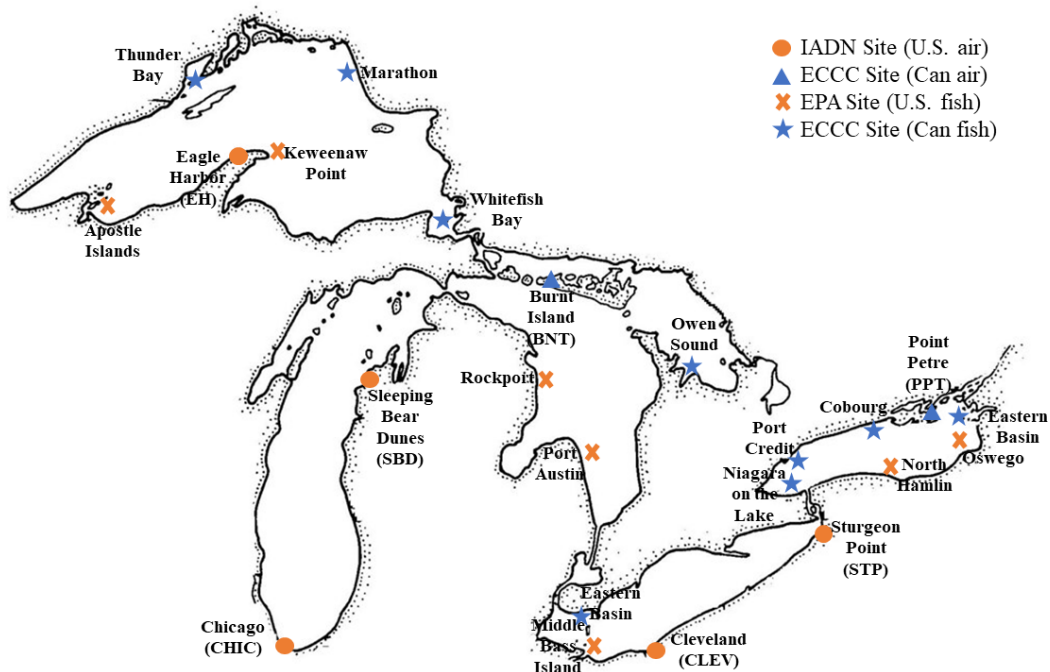 Thunder
Bay
Marathon
IADN Site (U.S. air)
ECCC Site (Can air)
EPA Site (U.S. fish)
ECCC Site (Can fish)
Eagle
Harbor
(EH)
Keweenaw
Point
Whitefish
Bay
Apostle
Islands
Burnt
Island
(BNT)
Owen
Sound
Point
Petre
(PPT)
Rockport
Sleeping
Bear
Dunes
(SBD)
Cobourg
Eastern
Basin
Port
Credit
Oswego
Port
Austin
Niagara
on the
Lake
North
Hamlin
Sturgeon
Point
(STP)
Eastern
Basin
Chicago
(CHIC)
Middle
Bass
Island
Cleveland
(CLEV)